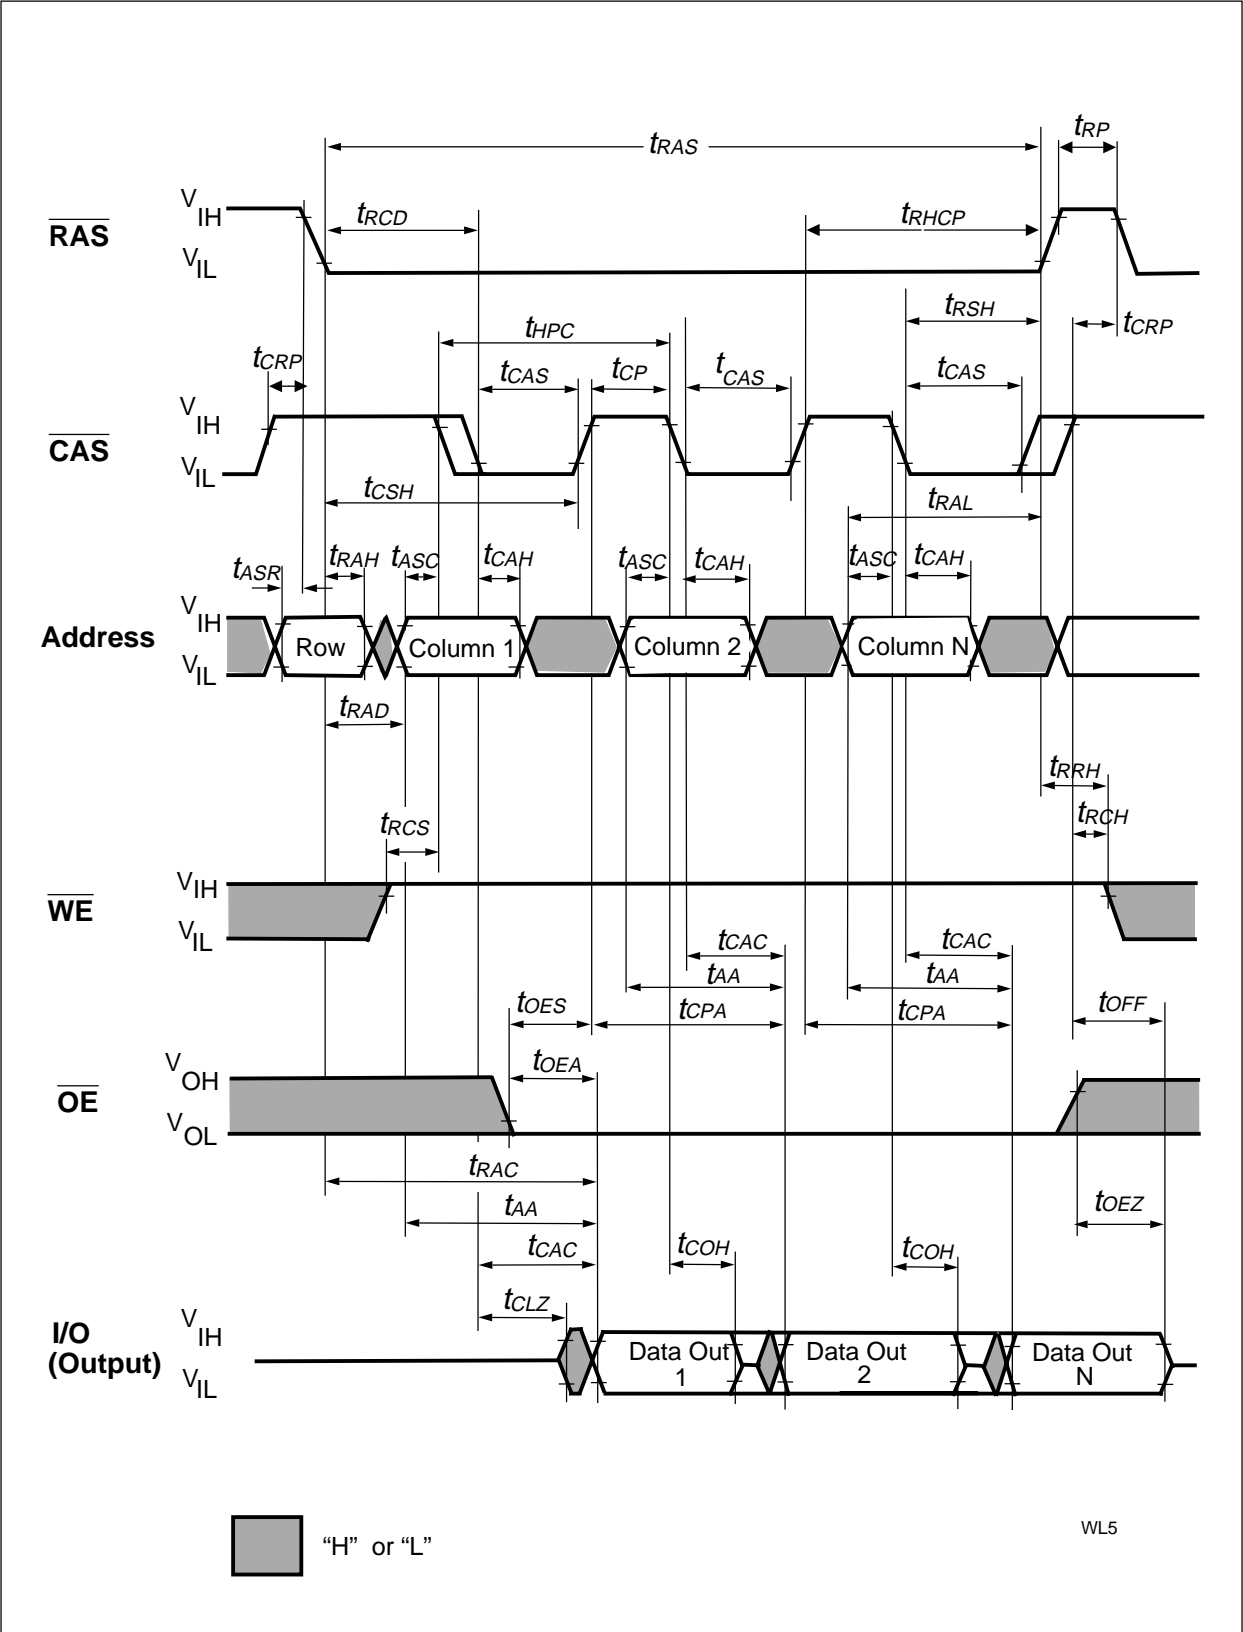 tRAS
tRP
RAS
VIH
VIL
tRCD
tRHCP
tRSH
tCRP
tHPC
tCRP
tCAS
tCP
tCAS
tCAS
CAS
VIH
VIL
tCSH
tRAL
tASR
tRAH
tASC
tCAH
tASC
tCAH
tASC
tCAH
Address
VIH
VIL
Row
Column 1
Column 2
Column N
tRAD
tRRH
tRCS
tRCH
WE
VIH
VIL
tCAC
tCAC
tAA
tAA
tOES
tCPA
tCPA
tOFF
tOEA
OE
VOH
VOL
tRAC
tAA
tOEZ
tCAC
tCOH
tCOH
tCLZ
I/O
(Output)
VIH
VIL
Data Out
1
Data Out
2
Data Out
N
“H” or “L”
WL5